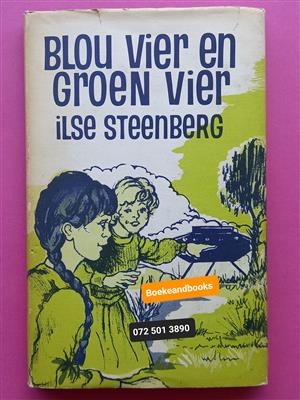 BLOU VIER EN
GROEN VIER
ILSE STEENBERG
Boekeandbooks
072 501 3890